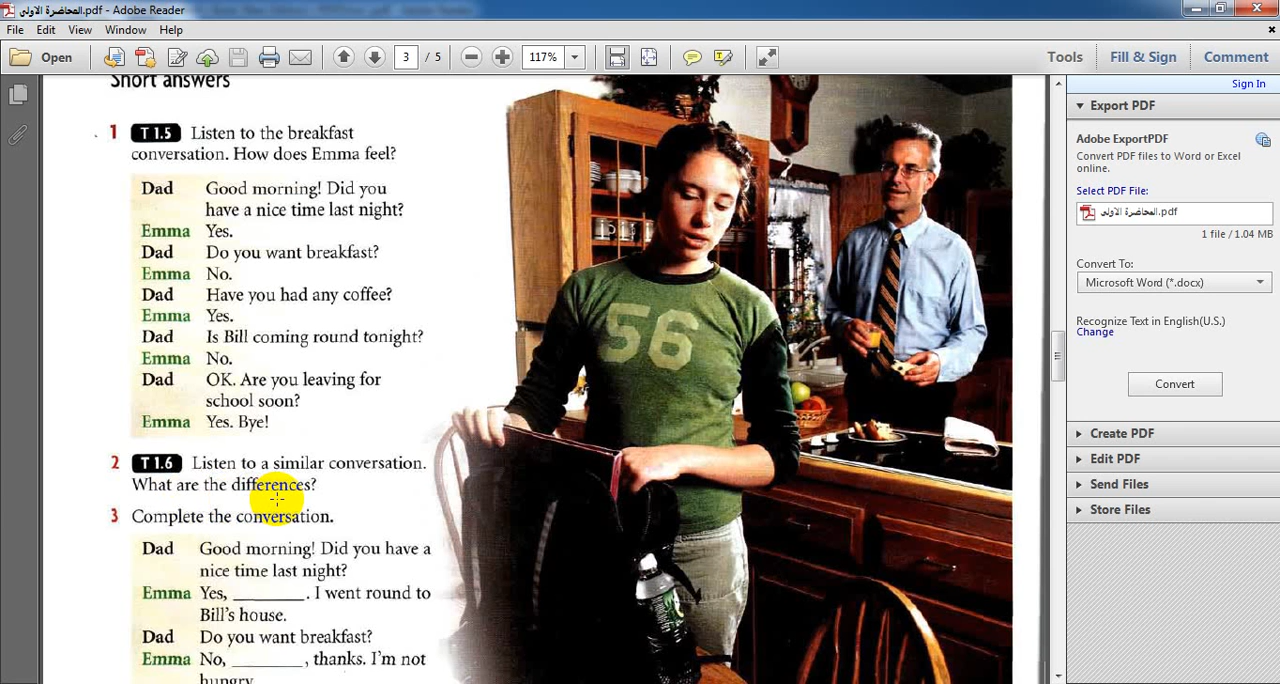 المحاضرة الاولى.pdf - Adobe Reader
File Edit View Window Help
Open 3 / 5 117% Tools Fill & Sign Comment
Short answers
1 T 1.5 Listen to the breakfast
conversation. How does Emma feel?
Dad Good morning! Did you
have a nice time last night?
Emma Yes.
Dad Do you want breakfast?
Emma No.
Dad Have you had any coffee?
Emma Yes.
Dad Is Bill coming round tonight?
Emma No.
Dad OK. Are you leaving for
school soon?
Emma Yes. Bye!
2 T 1.6 Listen to a similar conversation.
What are the differences?
3 Complete the conversation.
Dad Good morning! Did you have a
nice time last night?
Emma Yes, ________. I went round to
Bill's house.
Dad Do you want breakfast?
Emma No, ________, thanks. I'm not
hungry
56
Sign In
Export PDF
Adobe ExportPDF
Convert PDF files to Word or Excel
online.
Select PDF File:
المحاضرة الاولى.pdf
1 file / 1.04 MB
Convert To:
Microsoft Word (*.docx)
Recognize Text in English(U.S.)
Change
Convert
Create PDF
Edit PDF
Send Files
Store Files